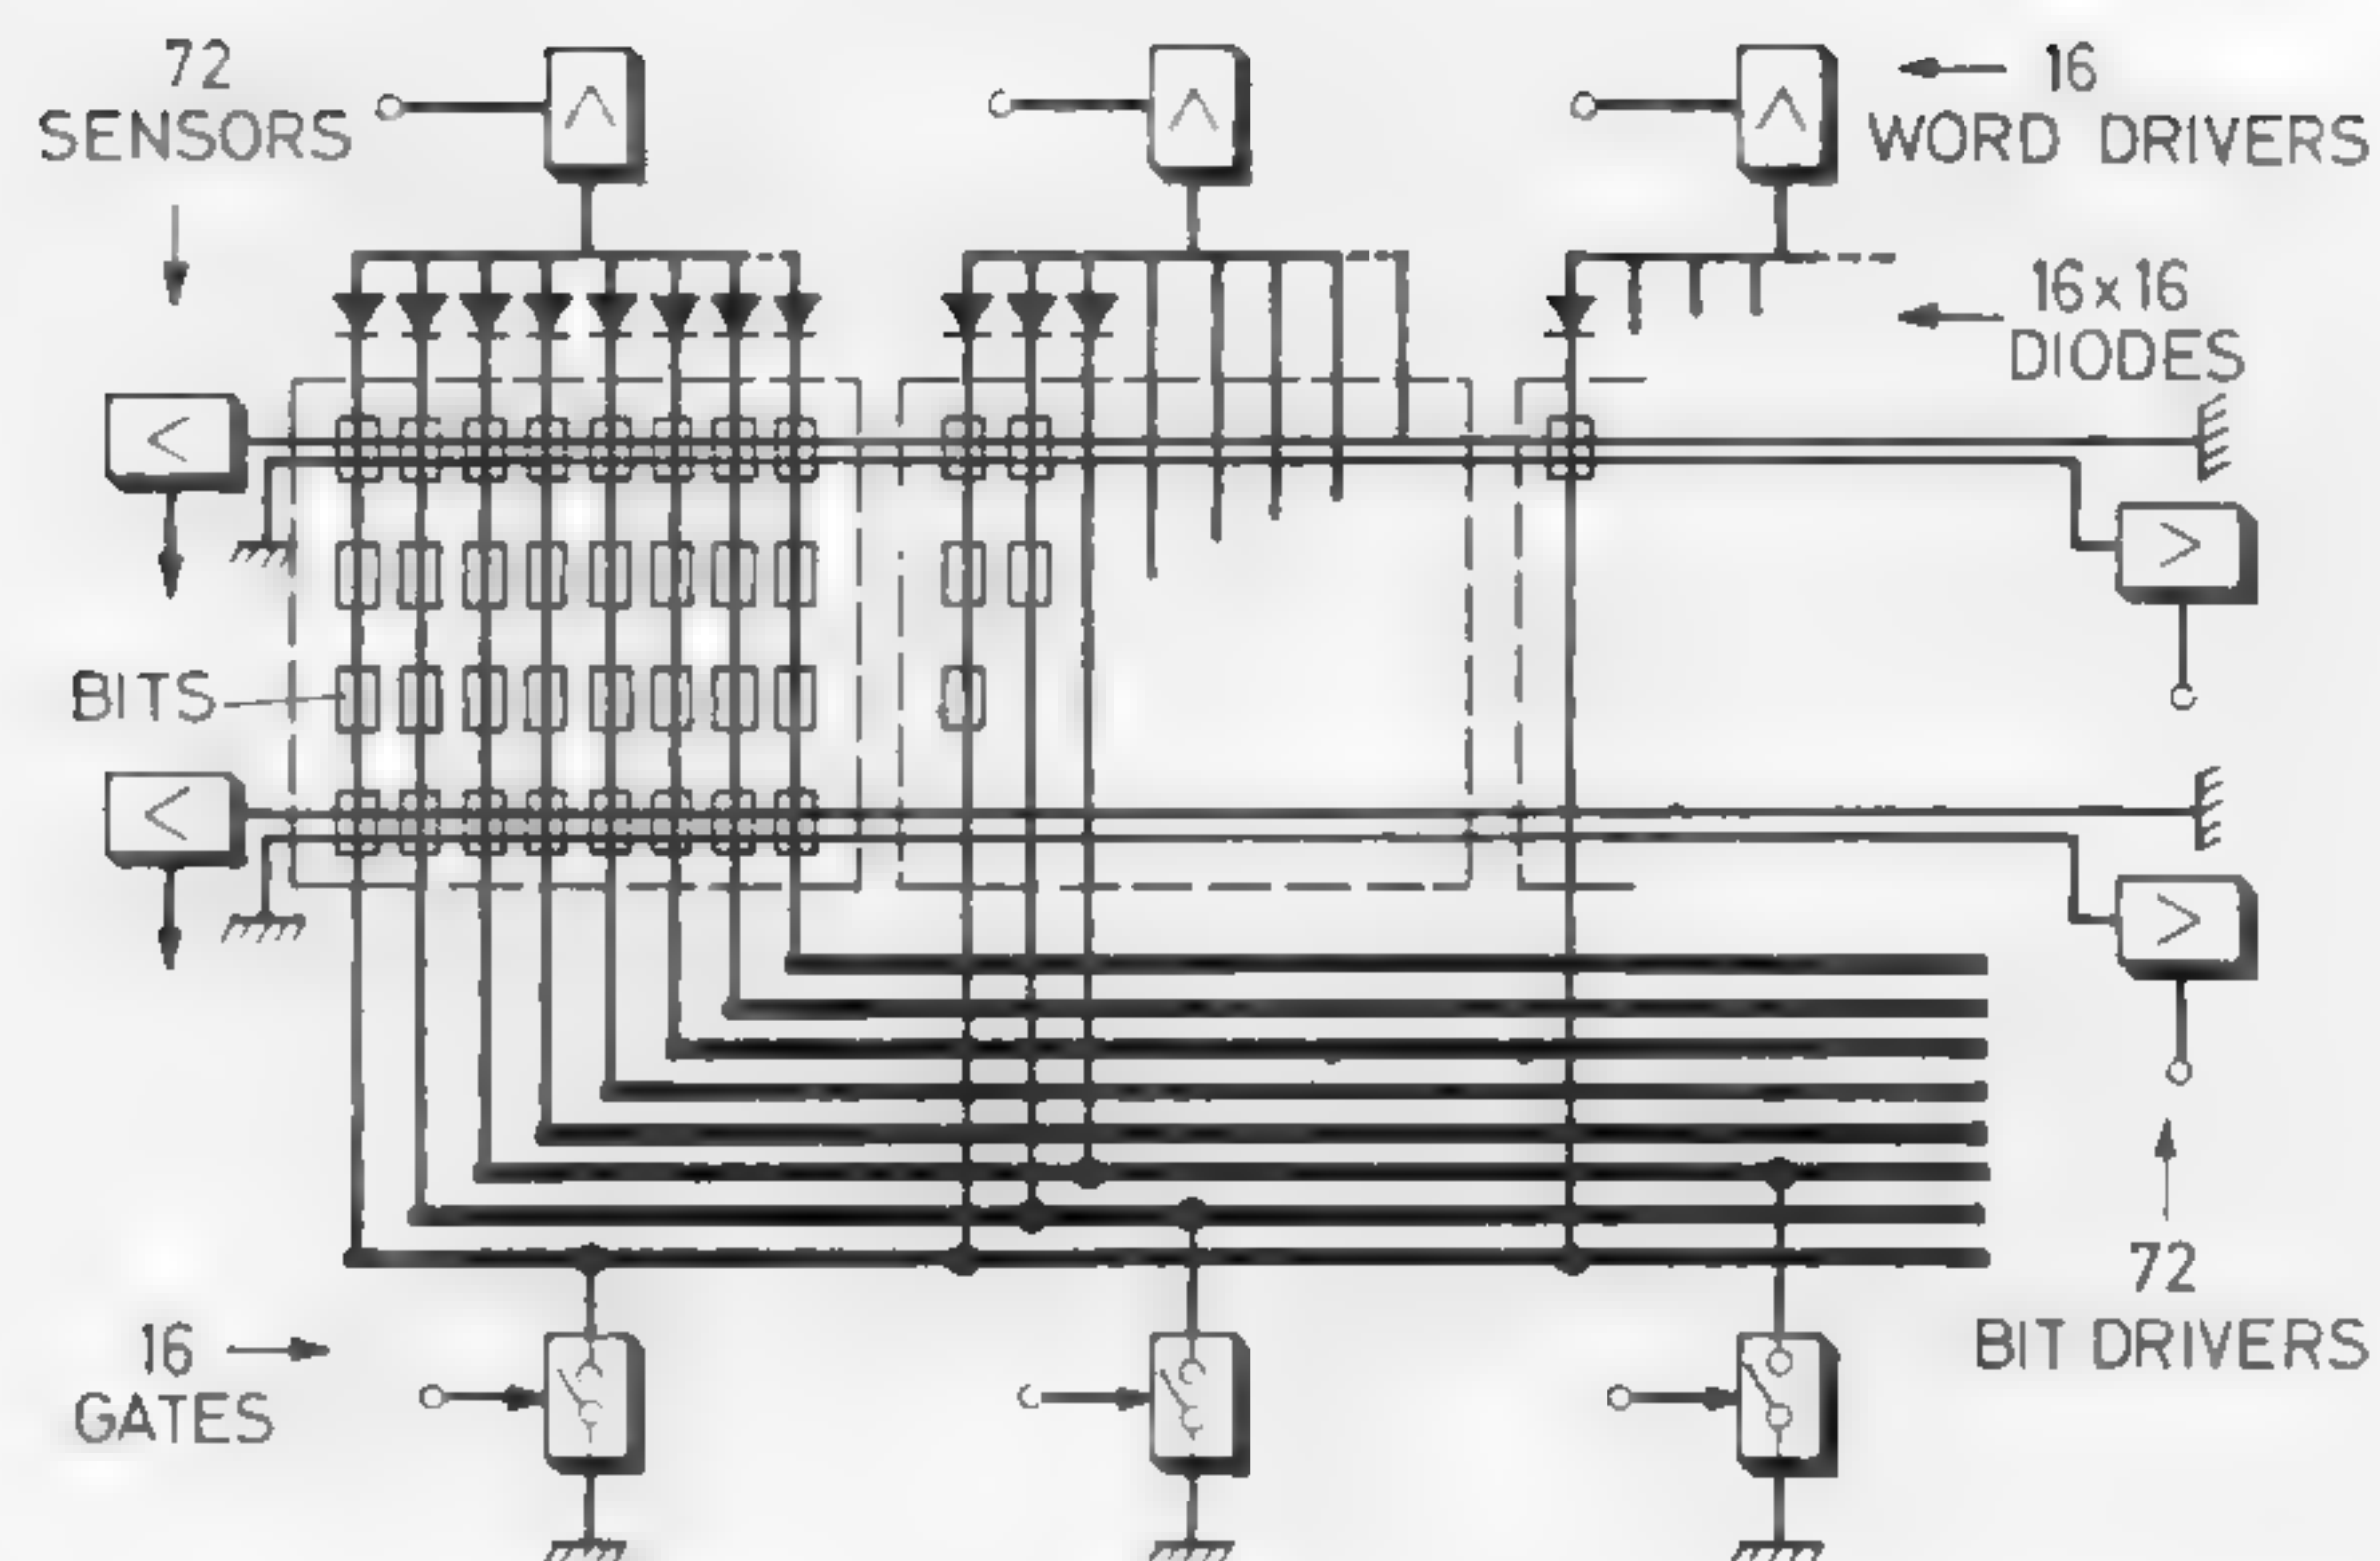 72
SENSORS
16
WORD DRIVERS
16x16
DIODES
BITS
72
BIT DRIVERS
16
GATES